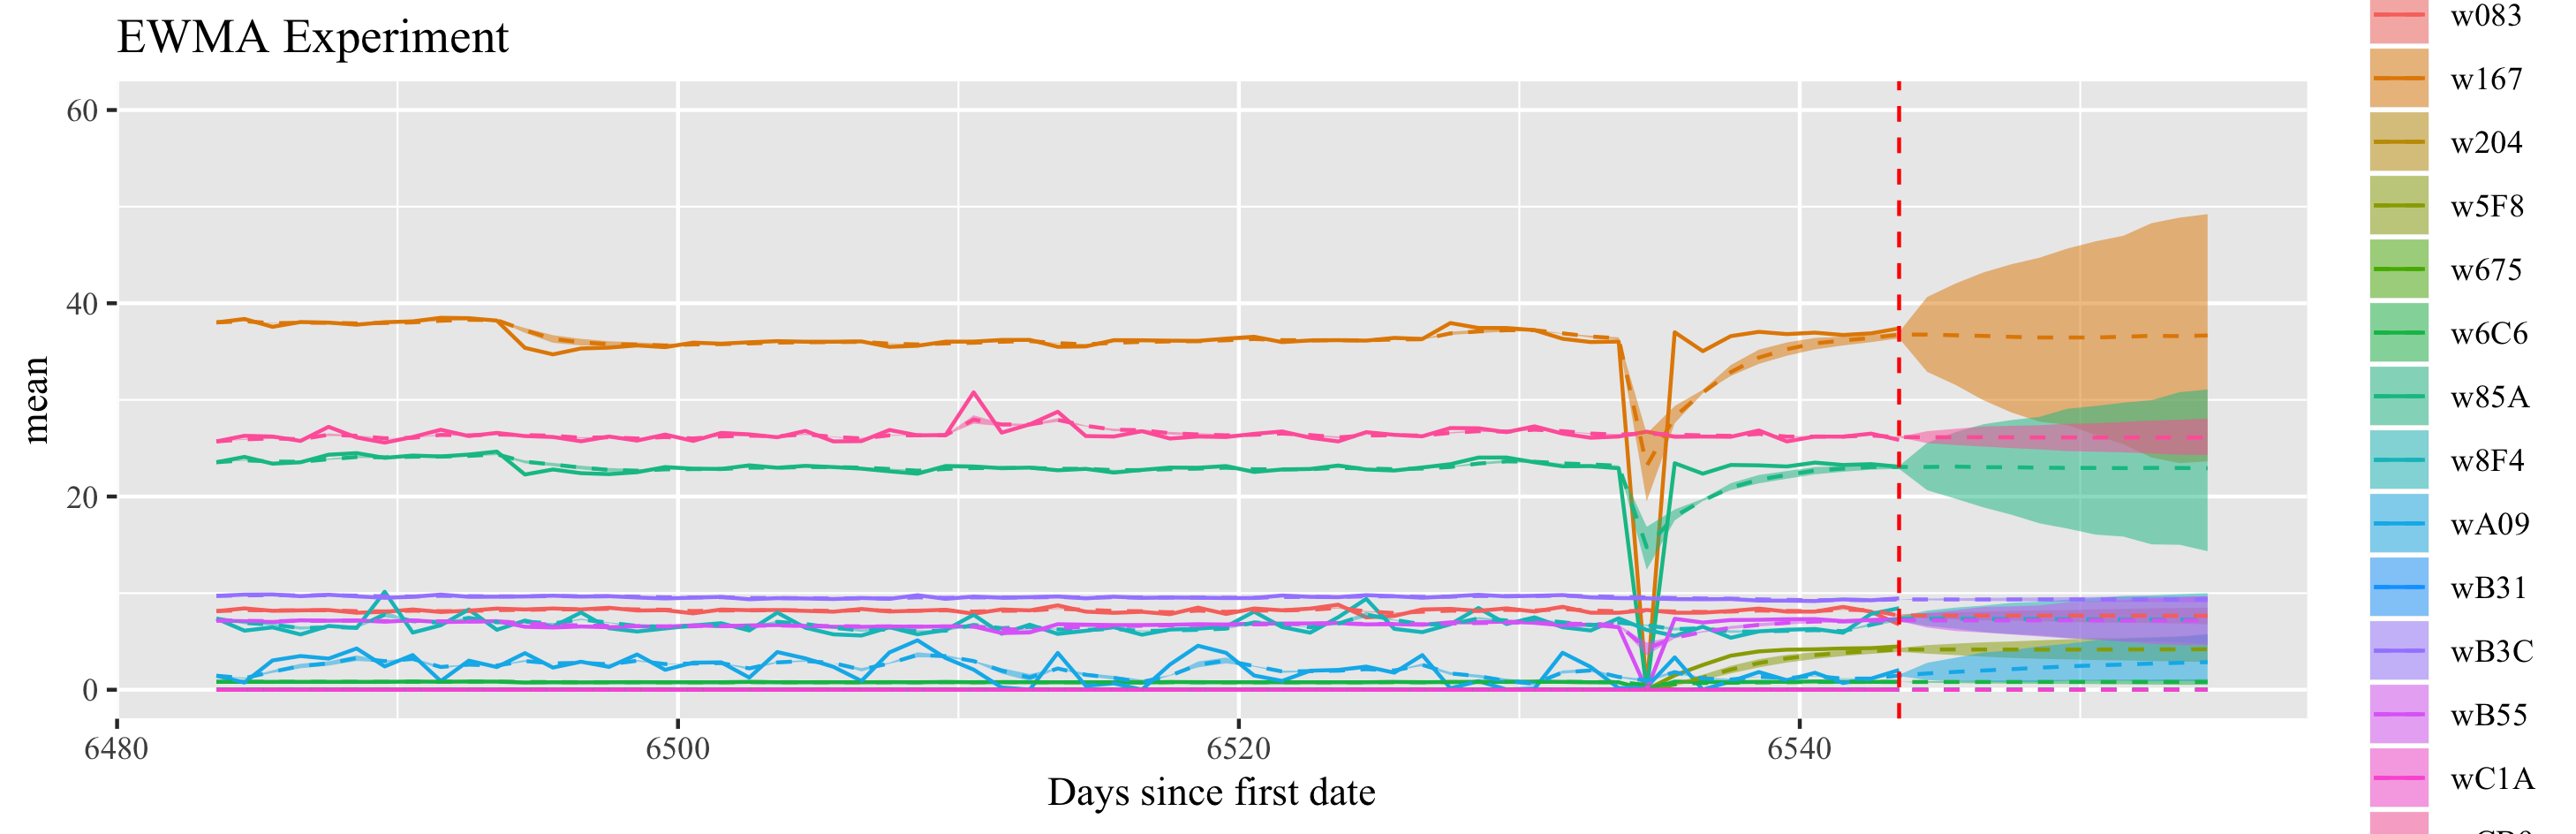 EWMA Experiment
60
40
20
0
mean
6480
6500
6520
6540
Days since first date
w083
w167
w204
w5F8
w675
w6C6
w85A
w8F4
wA09
wB31
wB3C
wB55
wC1A